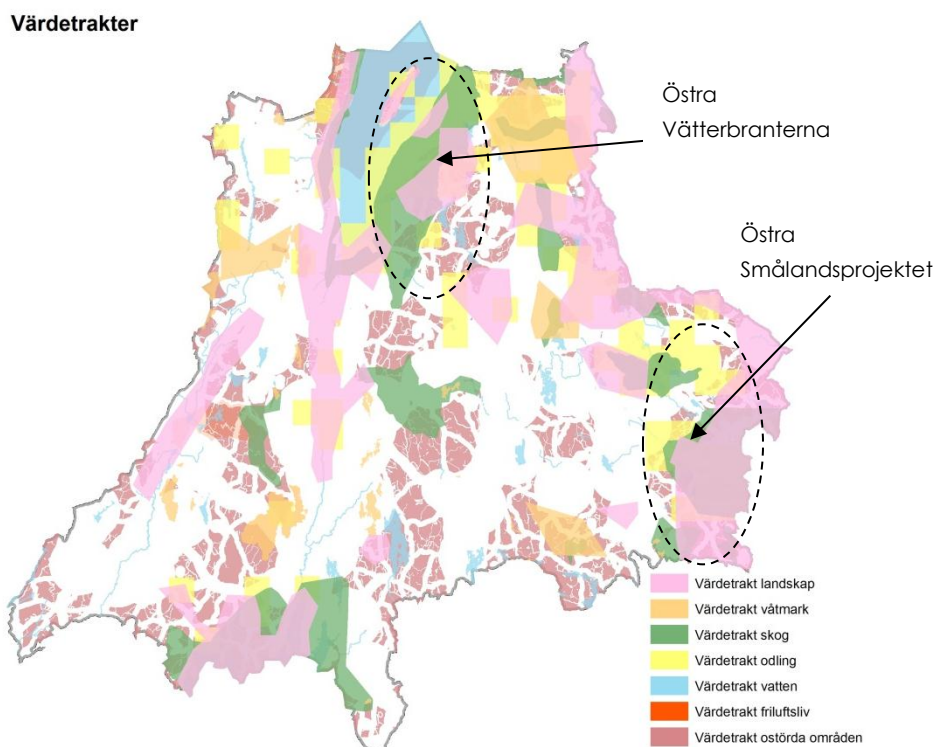 Värdetrakter
Östra
Vätterbranterna
Östra
Smålandsprojektet
Värdetrakt landskap
Värdetrakt våtmark
Värdetrakt skog
Värdetrakt odling
Värdetrakt vatten
Värdetrakt friluftsliv
Värdetrakt ostörda områden